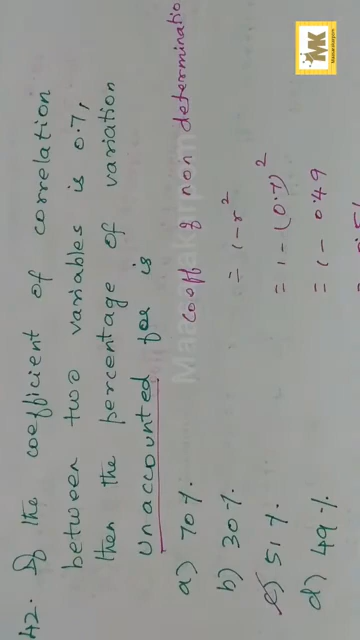 42. If the coefficient of correlation
between two variables is 0.7,
then the percentage of variation
unaccounted for is
a) 70%.
b) 30%.
c) 51%.
d) 49%.
Coeff of non determinatio
= 1-r²
= 1-(0.7)²
= 1-0.49
MK